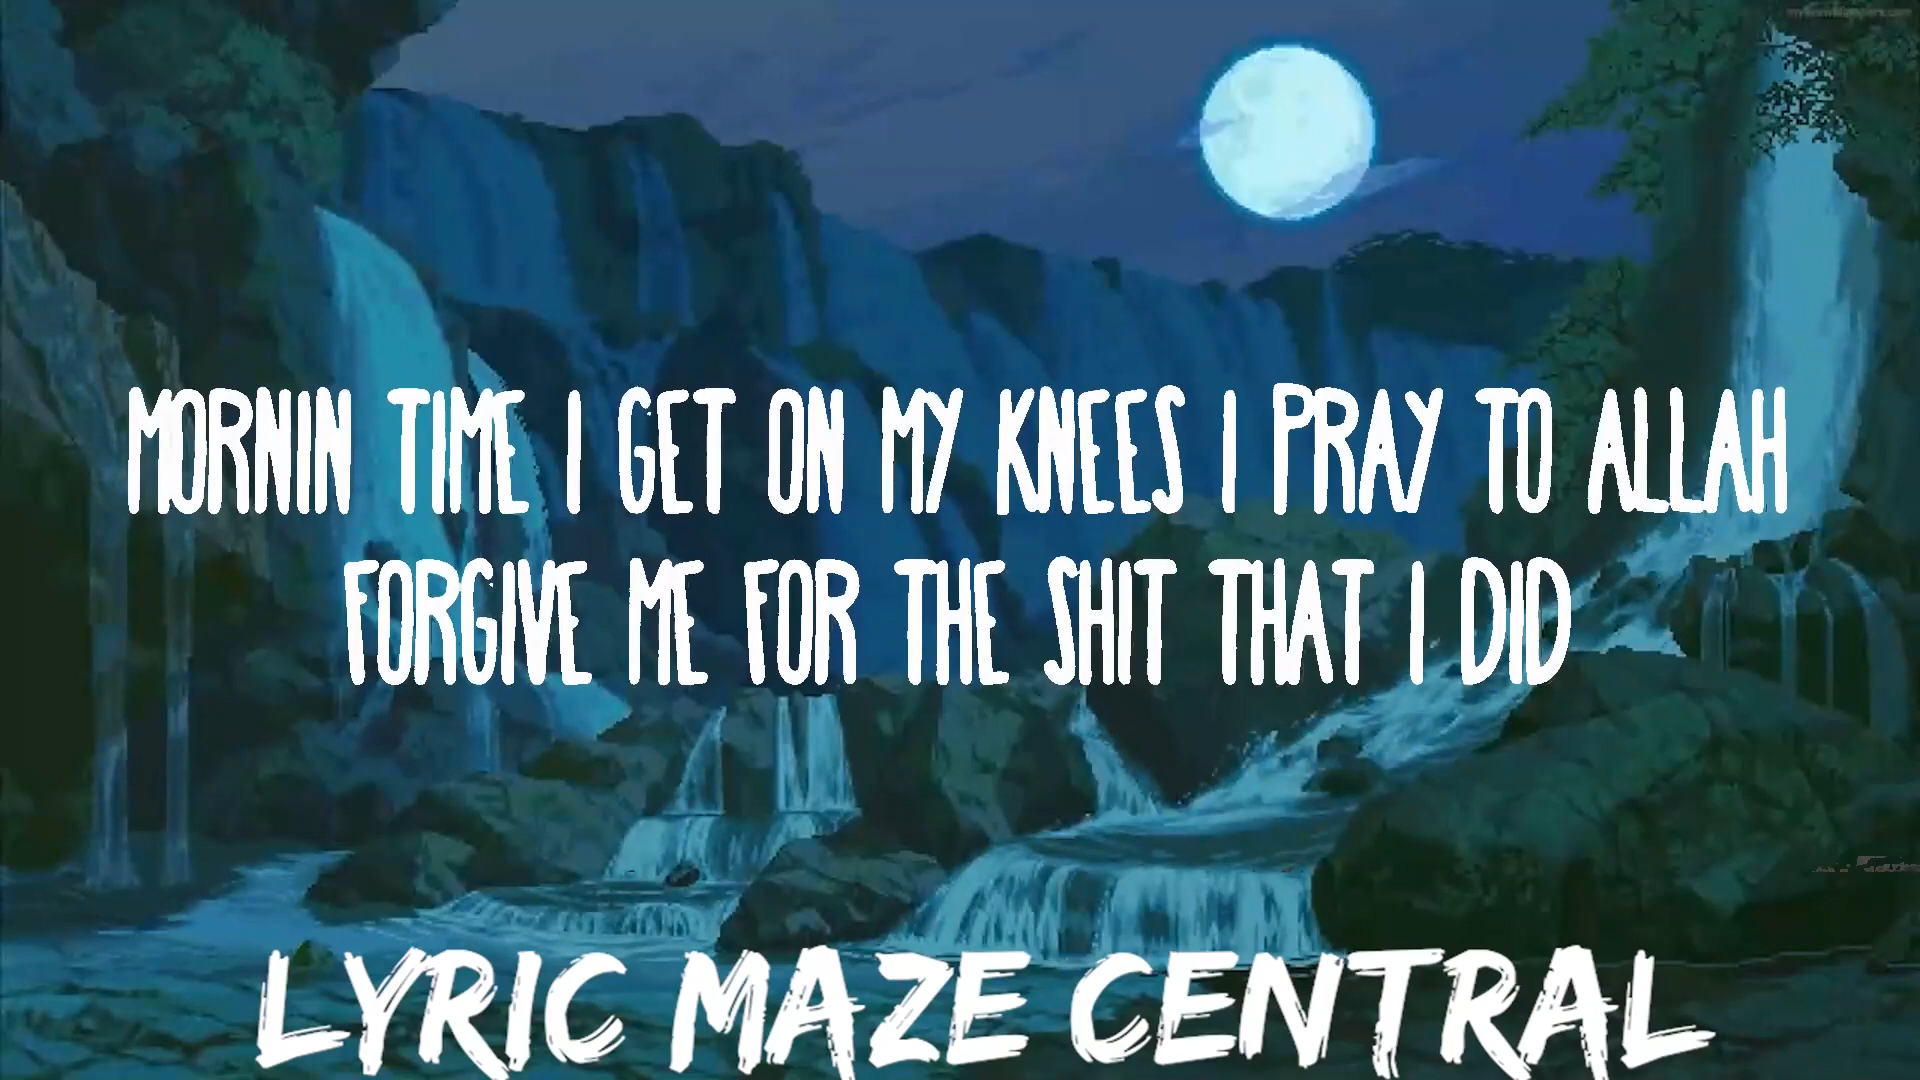 MORNIN TIME I GET ON MY KNEES I PRAY TO ALLAH
FORGIVE ME FOR THE SHIT THAT I DID
LYRIC MAZE CENTRAL